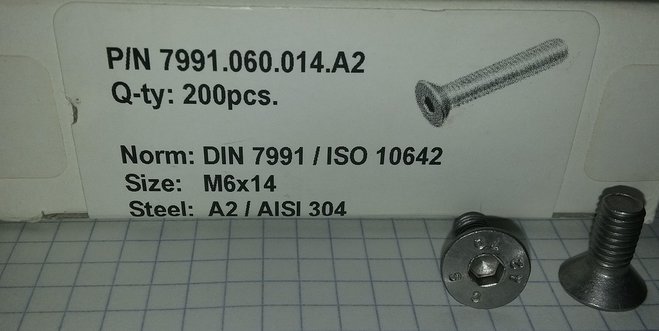 P/N 7991.060.014.A2
Q-ty: 200pcs.
Norm: DIN 7991 / ISO 10642
Size: M6x14
Steel: A2 / AISI 304